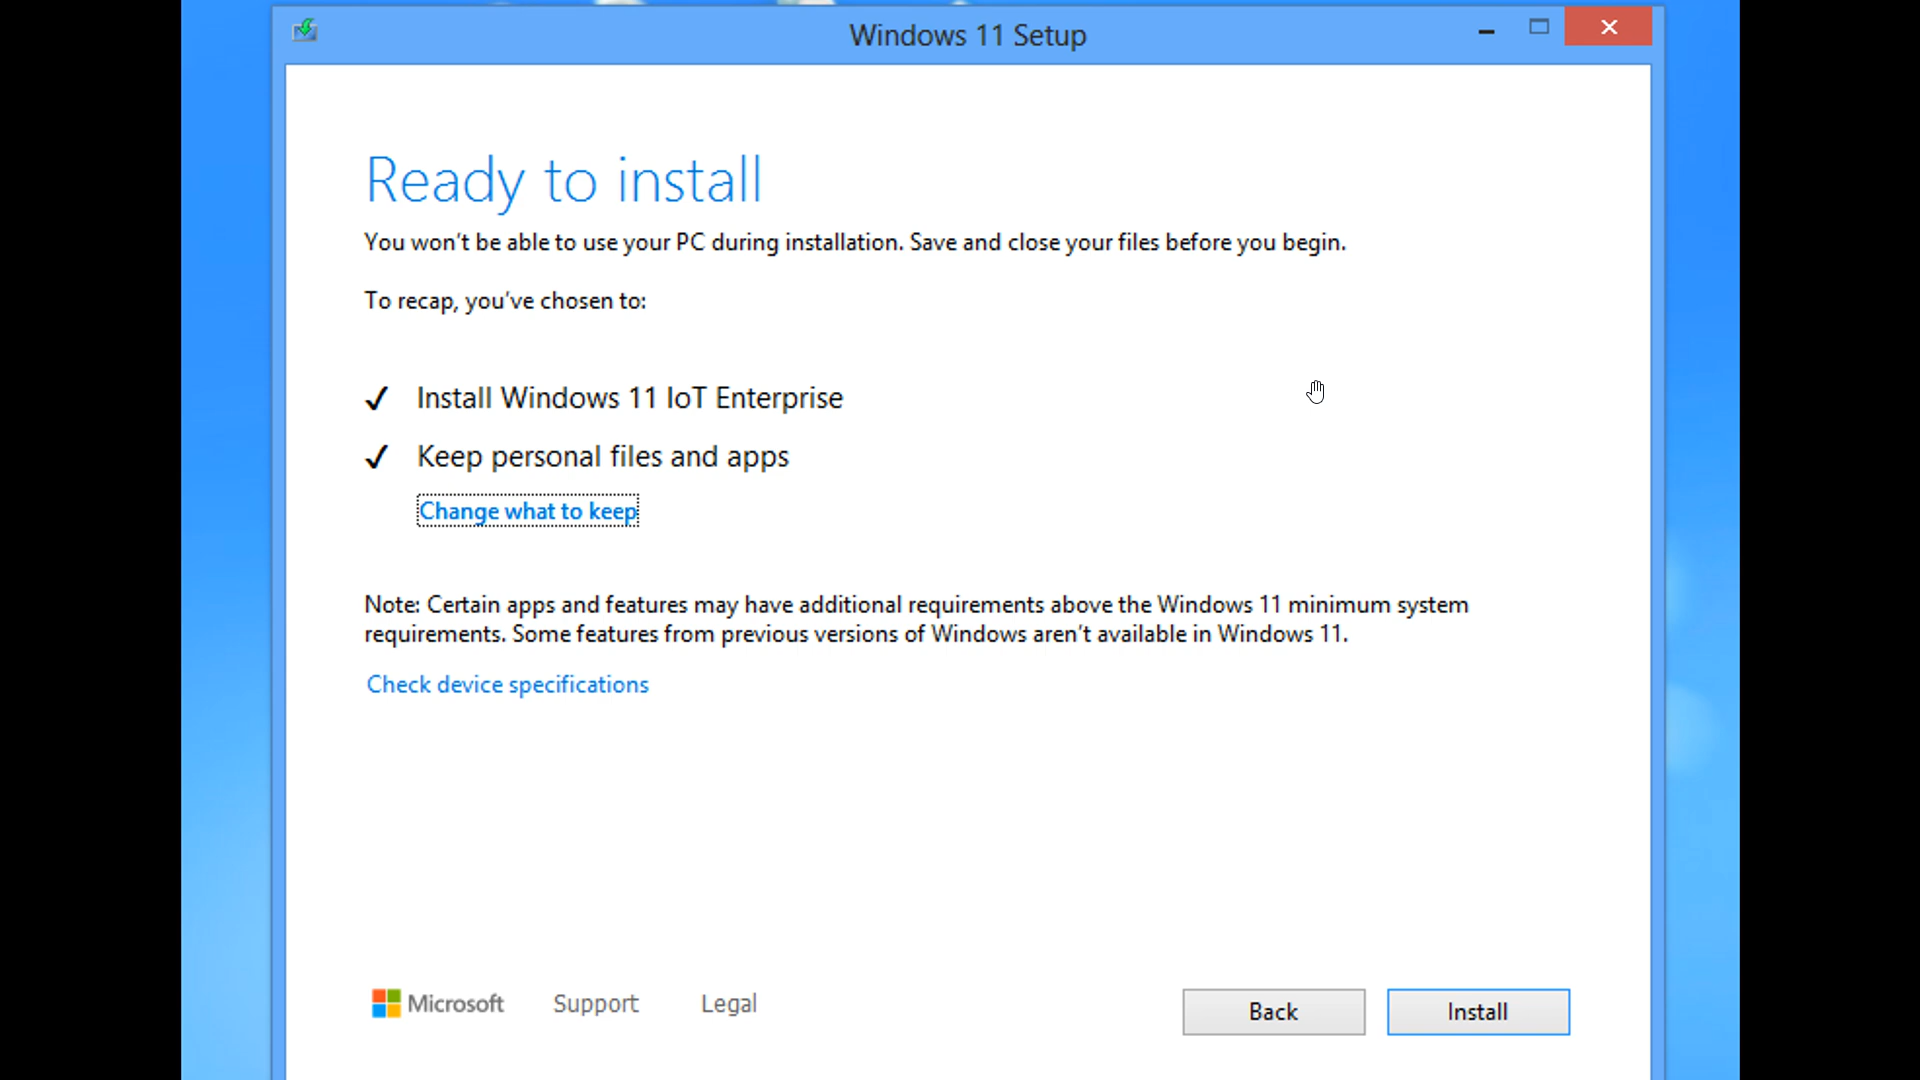 Windows 11 Setup
Ready to install
You won't be able to use your PC during installation. Save and close your files before you begin.
To recap, you've chosen to:
Install Windows 11 IoT Enterprise
Keep personal files and apps
Change what to keep
Note: Certain apps and features may have additional requirements above the Windows 11 minimum system
requirements. Some features from previous versions of Windows aren't available in Windows 11.
Check device specifications
Microsoft Support Legal Back Install